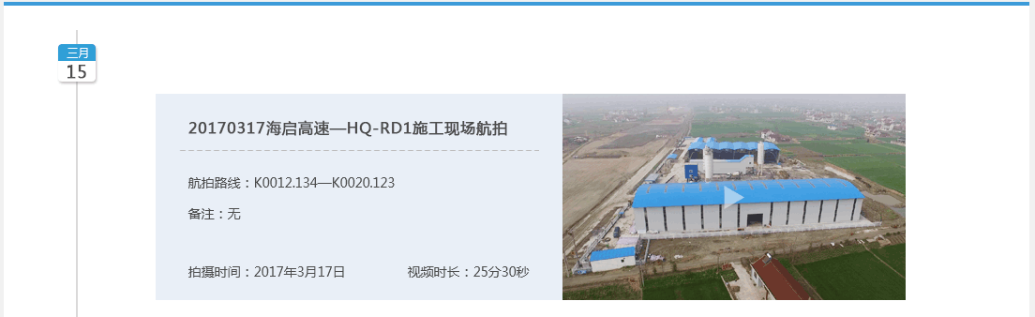 三月
15
20170317海启高速—HQ-RD1施工现场航拍
航拍路线：K0012.134—K0020.123
备注：无
拍摄时间：2017年3月17日
视频时长：25分30秒